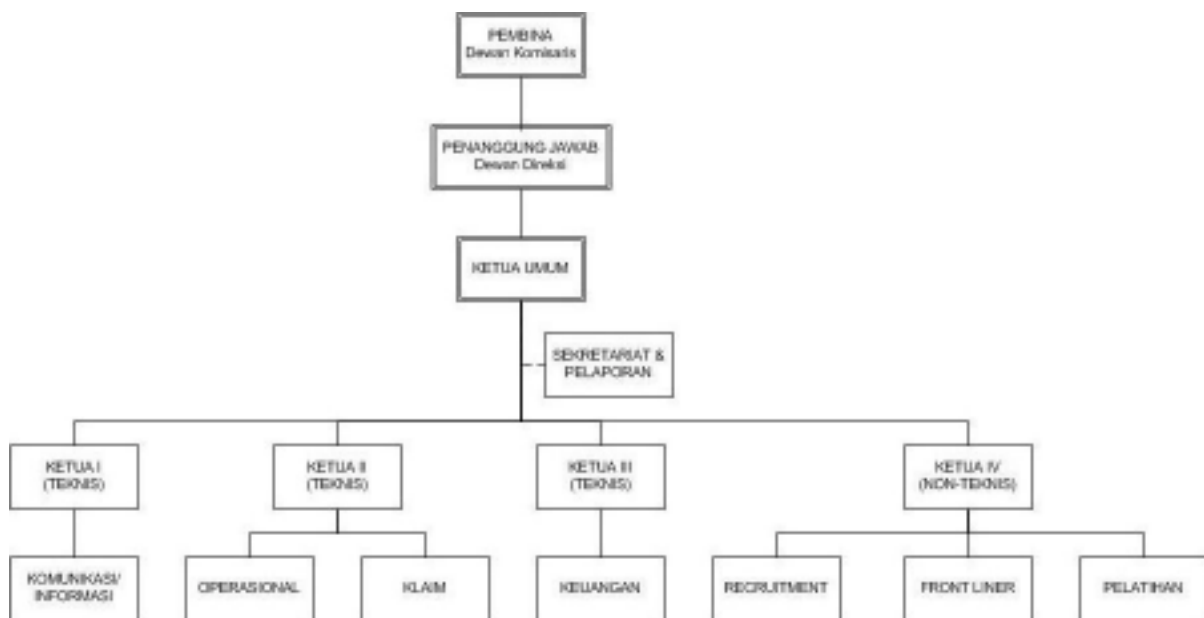 PEMBINA
Dewan Komisaris
PENANGGUNG JAWAB
Dewan Direksi
KETUA UMUM
SEKRETARIAT &
PELAPORAN
KETUA I
(TEKNIS)
KETUA II
(TEKNIS)
KETUA III
(TEKNIS)
KETUA IV
(NON-TEKNIS)
KOMUNIKASI/
INFORMASI
OPERASIONAL
KLAIM
KEUANGAN
RECRUITMENT
FRONT LINER
PELATIHAN